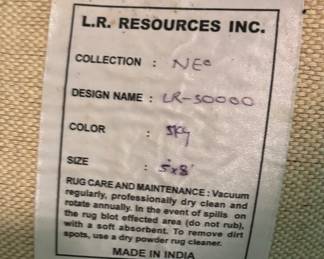 L.R. RESOURCES INC.
COLLECTION : NEO
DESIGN NAME : LR-50000
COLOR : SKY
SIZE : 5'x8'
RUG CARE AND MAINTENANCE : Vacuum
regularly, professionally dry clean and
rotate annually. In the event of spills on
the rug blot effected area (do not rub),
with a soft absorbent. To remove dirt
spots, use a dry powder rug cleaner.
MADE IN INDIA